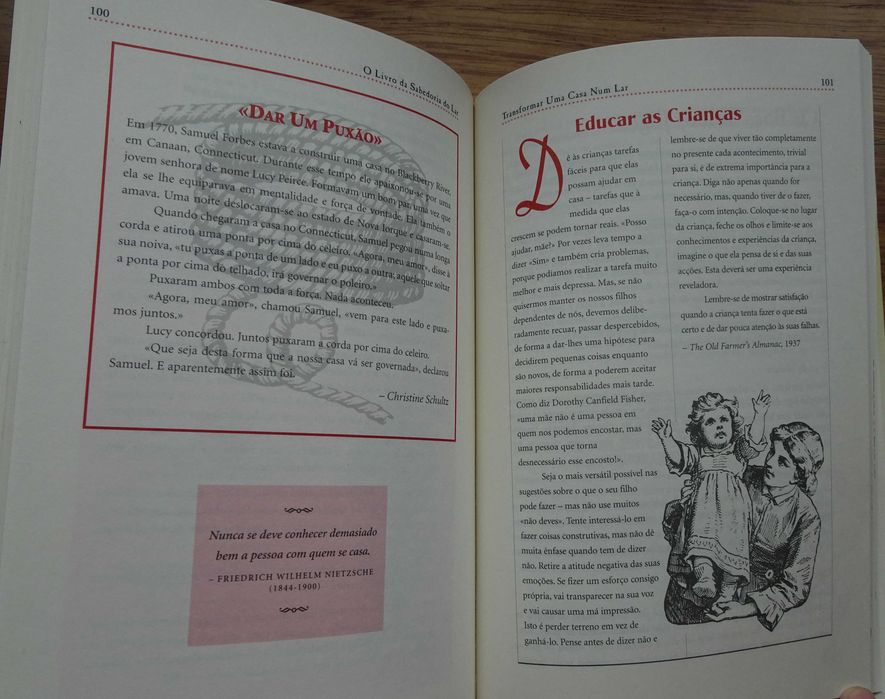 100
O Livro da Sabedoria do Lar
«DAR UM PUXÃO»
Em 1770, Samuel Forbes estava a construir uma casa no Blackberry River,
em Canaan, Connecticut. Durante esse tempo ele apaixonou-se por uma
jovem senhora de nome Lucy Peirce. Formavam um bom par, uma vez que
ela se lhe equiparava em mentalidade e força de vontade. Ela também o
amava. Uma noite deslocaram-se ao estado de Nova Iorque e casaram-se.
Quando chegaram a casa no Connecticut, Samuel pegou numa longa
corda e atirou uma ponta por cima do celeiro. «Agora, meu amor», disse à
sua noiva, «tu puxas a ponta de um lado e eu puxo a outra; aquele que soltar
a ponta por cima do telhado, irá governar o poleiro.»
Puxaram ambos com toda a força. Nada aconteceu.
«Agora, meu amor», chamou Samuel, «vem para este lado e puxa-
mos juntos.»
Lucy concordou. Juntos puxaram a corda por cima do celeiro.
«Que seja desta forma que a nossa casa vá ser governada», declarou
Samuel. E aparentemente assim foi.
– Christine Schultz
Nunca se deve conhecer demasiado
bem a pessoa com quem se casa.
– FRIEDRICH WILHELM NIETZSCHE
(1844-1900)
Transformar Uma Casa Num Lar
101
Educar as Crianças
Dê às crianças tarefas
fáceis para que elas
possam ajudar em
casa – tarefas que à
medida que elas
crescem se podem tornar reais. «Posso
ajudar, mãe?» Por vezes leva tempo a
dizer «Sim» e também cria problemas,
porque podíamos realizar a tarefa muito
melhor e mais depressa. Mas, se não
quisermos manter os nossos filhos
dependentes de nós, devemos delibe-
radamente recuar, passar despercebidos,
de forma a dar-lhes uma hipótese para
decidirem pequenas coisas enquanto
são novos, de forma a poderem aceitar
maiores responsabilidades mais tarde.
Como diz Dorothy Canfield Fisher,
«uma mãe não é uma pessoa em
quem nos podemos encostar, mas
uma pessoa que torna
desnecessário esse encosto!».
Seja o mais versátil possível nas
sugestões sobre o que o seu filho
pode fazer – mas não use muitos
«não deves». Tente interessá-lo em
fazer coisas construtivas, mas não dê
muita ênfase quando tem de dizer
não. Retire a atitude negativa das suas
emoções. Se fizer um esforço consigo
própria, vai transparecer na sua voz
e vai causar uma má impressão.
Isto é perder terreno em vez de
ganhá-lo. Pense antes de dizer não e
lembre-se de que viver tão completamente
no presente cada acontecimento, trivial
para si, é de extrema importância para a
criança. Diga não apenas quando for
necessário, mas, quando tiver de o fazer,
faça-o com intenção. Coloque-se no lugar
da criança, feche os olhos e limite-se aos
conhecimentos e experiências da criança,
imagine o que ela pensa de si e das suas
acções. Esta deverá ser uma experiência
reveladora.
Lembre-se de mostrar satisfação
quando a criança tenta fazer o que está
certo e de dar pouca atenção às suas falhas.
– The Old Farmer's Almanac, 1937